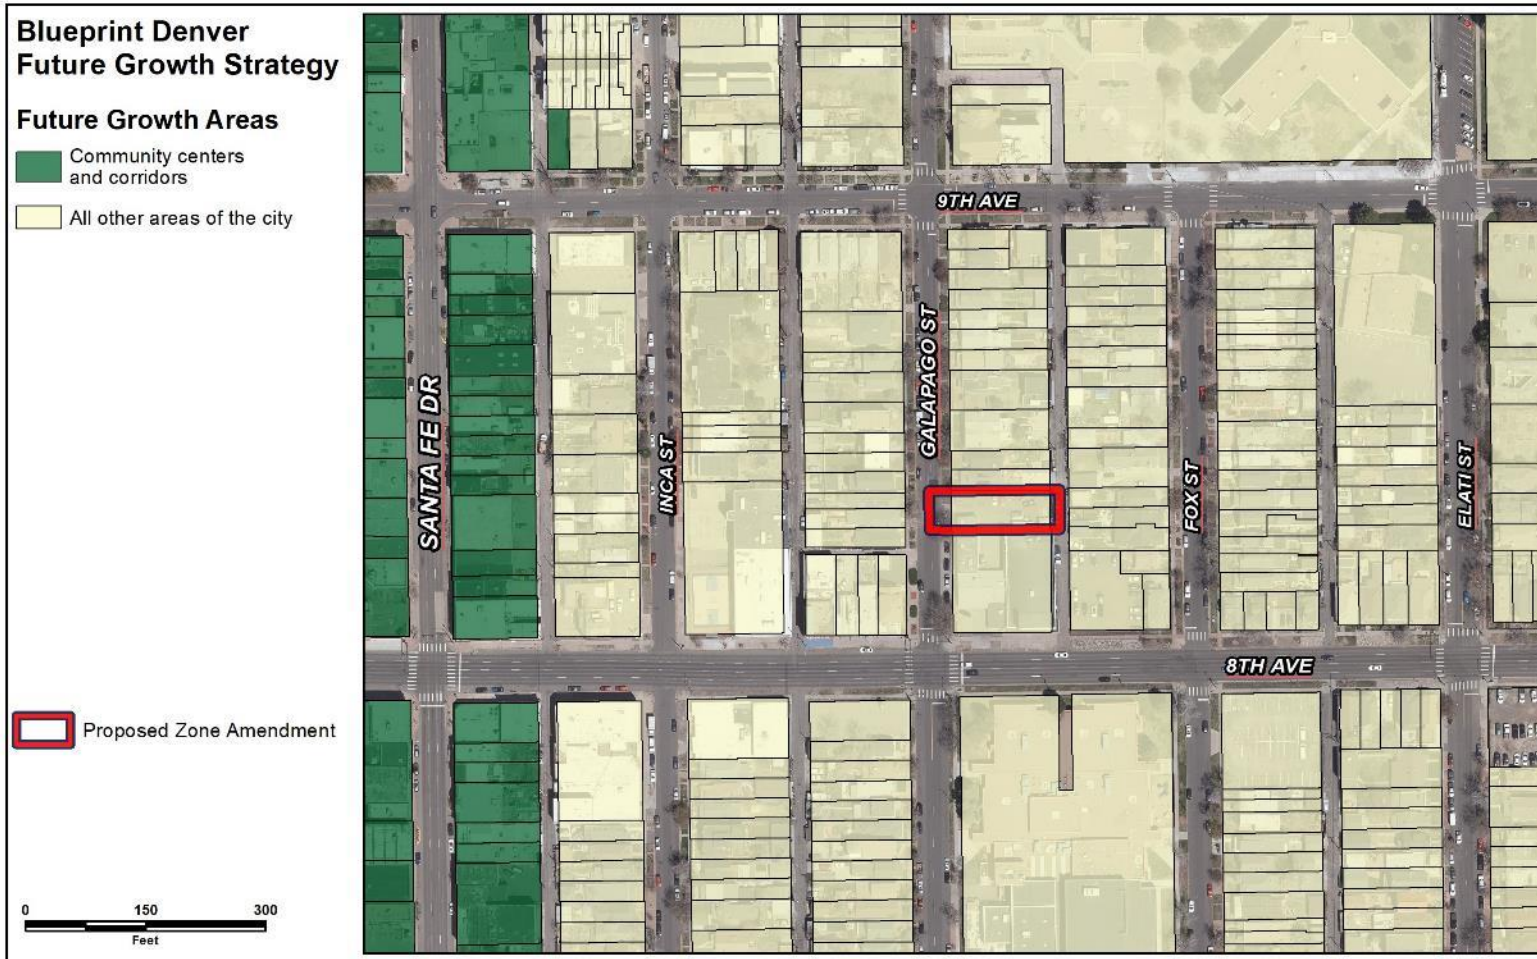 Blueprint Denver
Future Growth Strategy
Future Growth Areas
Community centers
and corridors
All other areas of the city
Proposed Zone Amendment
0 150 300
Feet
9TH AVE
SANTA FE DR
INCA ST
GALAPAGO ST
FOX ST
ELATI ST
8TH AVE